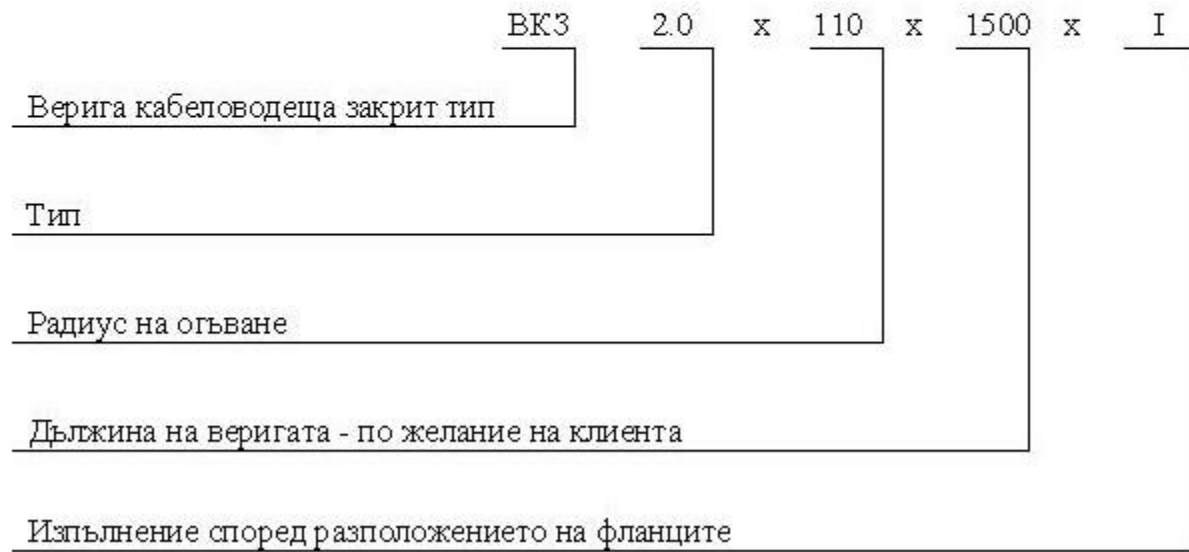 ВКЗ 2.0 x 110 x 1500 x I
Верига кабеловодеща закрит тип
Тип
Радиус на огъване
Дължина на веригата - по желание на клиента
Изпълнение според разположението на фланците